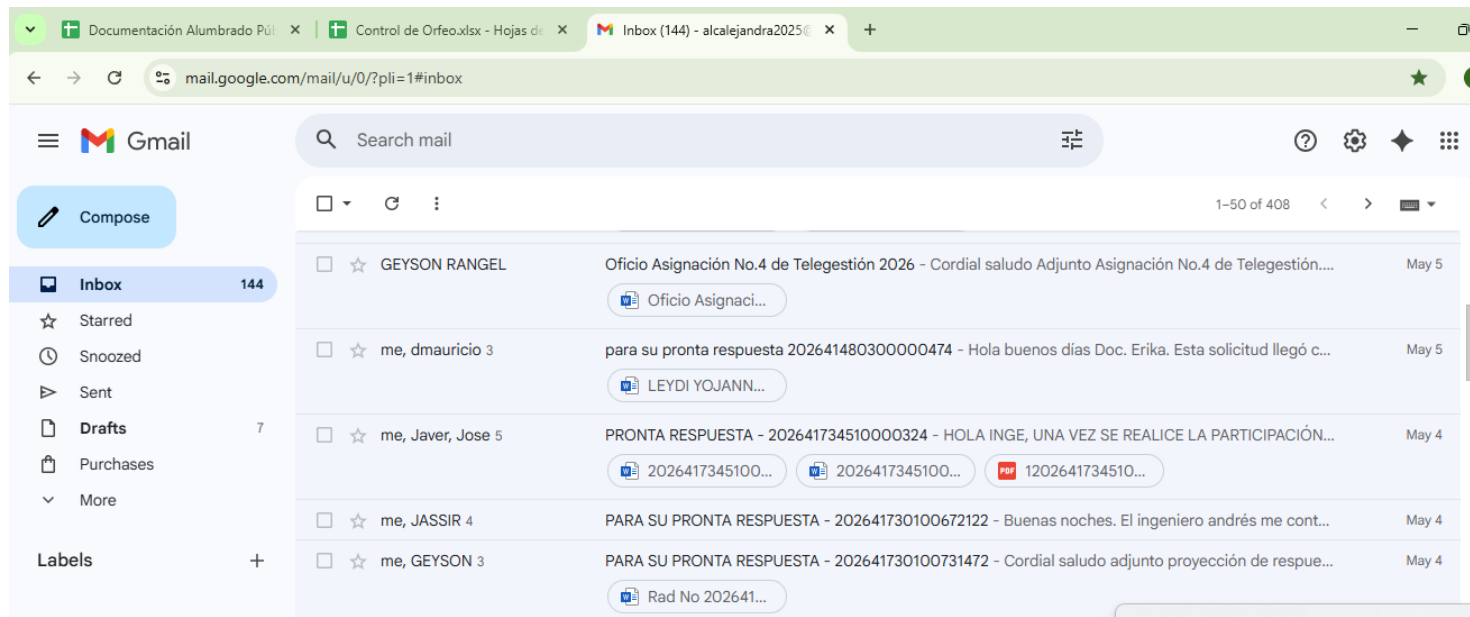 Documentación Alumbrado Púb
Control de Orfeo.xlsx - Hojas de
Inbox (144) - alcalejandra2025@
mail.google.com/mail/u/0/?pli=1#inbox
Gmail
Search mail
Compose
1–50 of 408
Inbox 144
Starred
Snoozed
Sent
Drafts 7
Purchases
More
Labels
GEYSON RANGEL Oficio Asignación No.4 de Telegestión 2026 - Cordial saludo Adjunto Asignación No.4 de Telegestión.... May 5
Oficio Asignaci...
me, dmauricio 3 para su pronta respuesta 202641480300000474 - Hola buenos días Doc. Erika. Esta solicitud llegó c... May 5
LEYDI YOJANN...
me, Javer, Jose 5 PRONTA RESPUESTA - 202641734510000324 - HOLA INGE, UNA VEZ SE REALICE LA PARTICIPACIÓN... May 4
2026417345100... 2026417345100... PDF 1202641734510...
me, JASSIR 4 PARA SU PRONTA RESPUESTA - 202641730100672122 - Buenas noches. El ingeniero andrés me cont... May 4
me, GEYSON 3 PARA SU PRONTA RESPUESTA - 202641730100731472 - Cordial saludo adjunto proyección de respue... May 4
Rad No 202641...